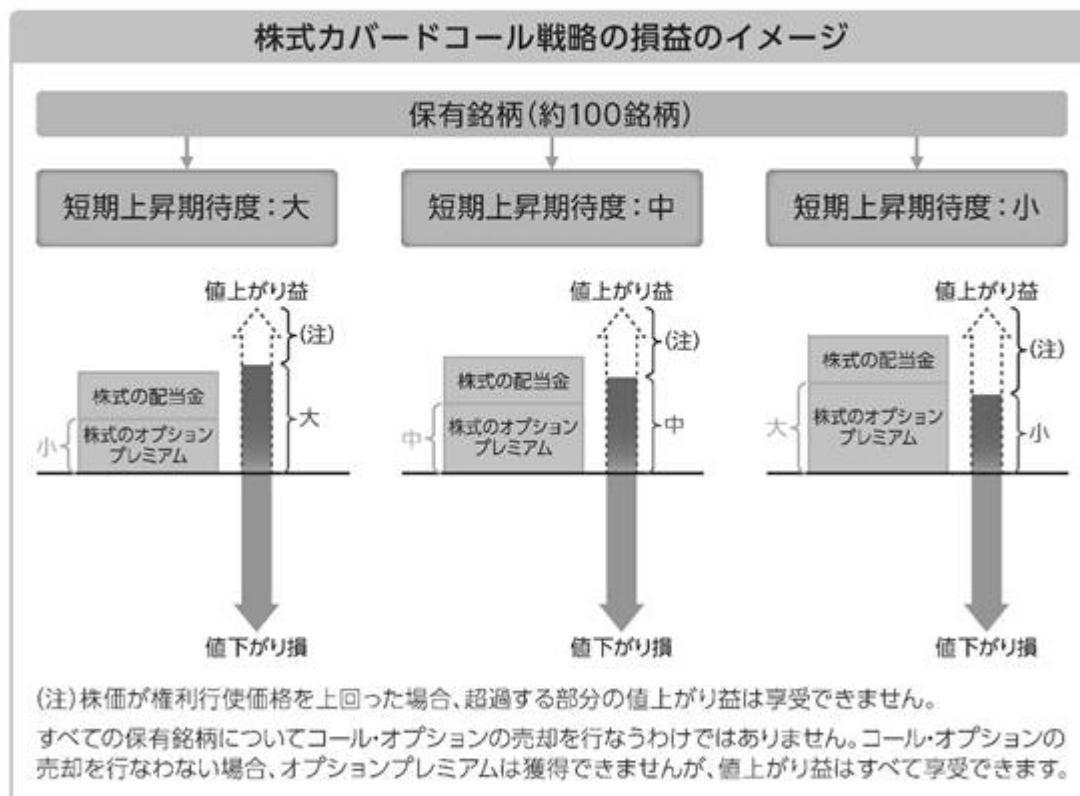 株式カバードコール戦略の損益のイメージ
保有銘柄(約100銘柄)
短期上昇期待度:大
短期上昇期待度:中
短期上昇期待度:小
値上がり益
(注)
株式の配当金
大
小
株式のオプション
プレミアム
値下がり損
値上がり益
(注)
株式の配当金
中
中
株式のオプション
プレミアム
値下がり損
値上がり益
(注)
株式の配当金
大
株式のオプション
プレミアム
小
値下がり損
(注)株価が権利行使価格を上回った場合、超過する部分の値上がり益は享受できません。
すべての保有銘柄についてコール・オプションの売却を行なうわけではありません。コール・オプションの
売却を行なわない場合、オプションプレミアムは獲得できませんが、値上がり益はすべて享受できます。